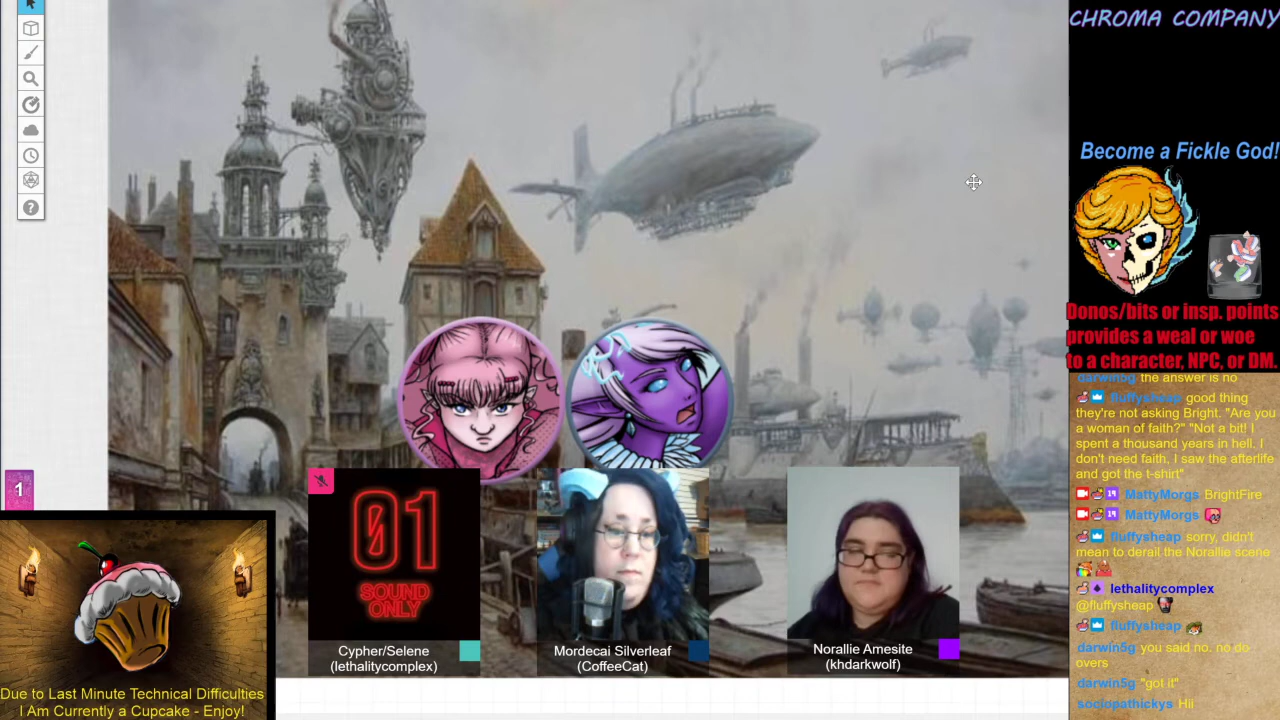 CHROMA COMPANY
Become a Fickle God!
Donos/bits or insp. points
provides a weal or woe
to a character, NPC, or DM.
the answer is no
fluffysheap good thing
they're not asking Bright. "Are you
a woman of faith?" "Not a bit! I
spent a thousand years in hell. I
don't need faith, I saw the afterlife
and got the t-shirt"
MattyMorgs BrightFire
MattyMorgs
fluffysheap sorry, didn't
mean to derail the Norallie scene
lethalitycomplex
@fluffysheap
fluffysheap
darwin5g you said no. no do
overs
darwin5g "got it"
sociopathickys Hii
1
01
SOUND
ONLY
Cypher/Selene
(lethalitycomplex)
Mordecai Silverleaf
(CoffeeCat)
Norallie Amesite
(khdarkwolf)
Due to Last Minute Technical Difficulties
I Am Currently a Cupcake - Enjoy!